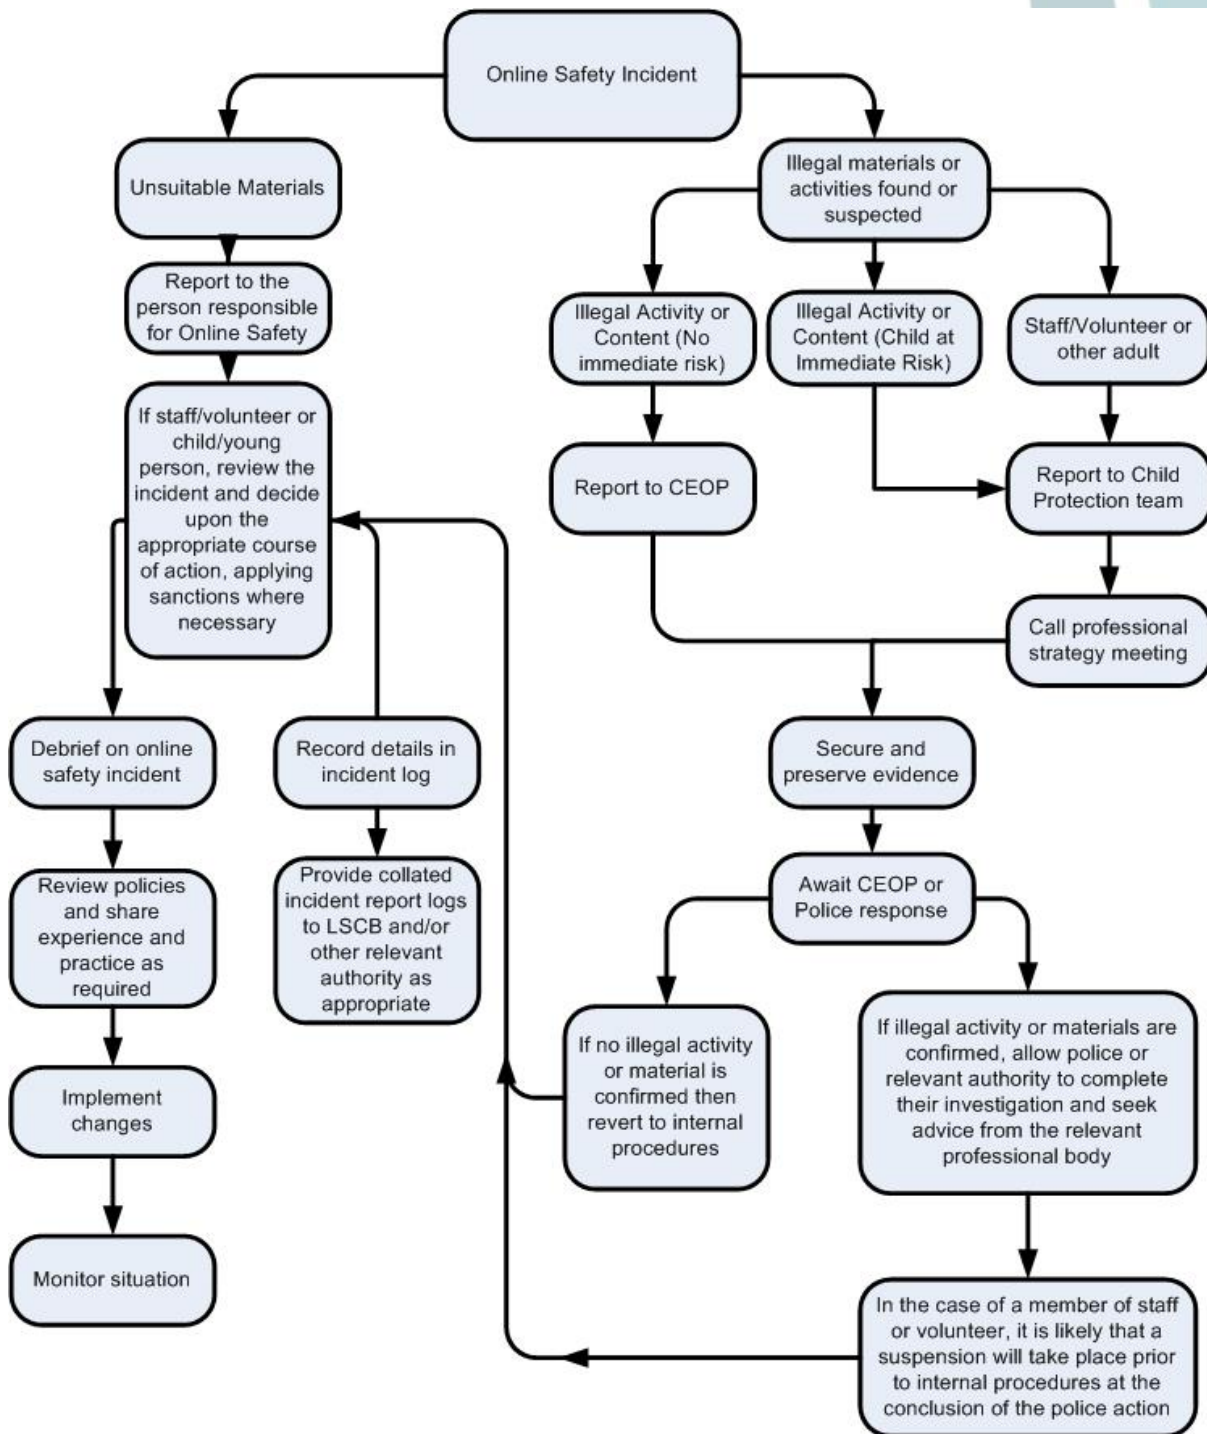 Online Safety Incident
Unsuitable Materials
Report to the
person responsible
for Online Safety
If staff/volunteer or
child/young
person, review the
incident and decide
upon the
appropriate course
of action, applying
sanctions where
necessary
Debrief on online
safety incident
Review policies
and share
experience and
practice as
required
Implement
changes
Monitor situation
Record details in
incident log
Provide collated
incident report logs
to LSCB and/or
other relevant
authority as
appropriate
Illegal materials or
activities found or
suspected
Illegal Activity or
Content (No
immediate risk)
Illegal Activity or
Content (Child at
Immediate Risk)
Staff/Volunteer or
other adult
Report to CEOP
Report to Child
Protection team
Call professional
strategy meeting
Secure and
preserve evidence
Await CEOP or
Police response
If no illegal activity
or material is
confirmed then
revert to internal
procedures
If illegal activity or materials are
confirmed, allow police or
relevant authority to complete
their investigation and seek
advice from the relevant
professional body
In the case of a member of staff
or volunteer, it is likely that a
suspension will take place prior
to internal procedures at the
conclusion of the police action